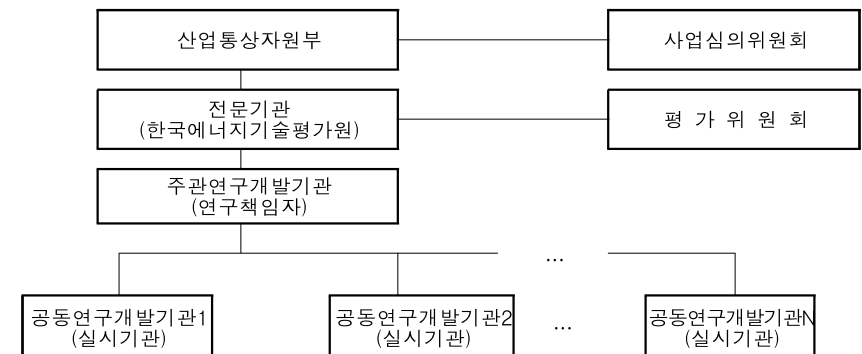 산업통상자원부
사업심의위원회
전문기관
(한국에너지기술평가원)
평 가 위 원 회
주관연구개발기관
(연구책임자)
...
공동연구개발기관1
(실시기관)
공동연구개발기관2
(실시기관)
...
공동연구개발기관N
(실시기관)